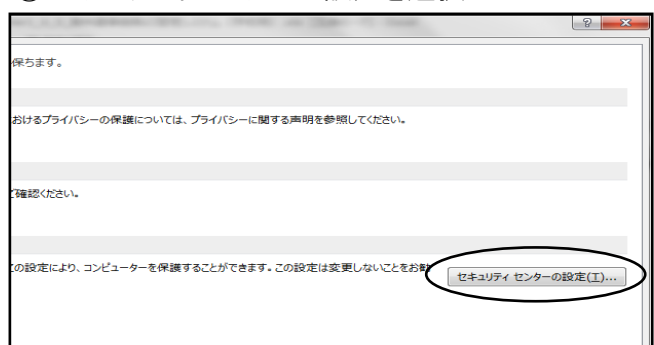 保ちます。
おけるプライバシーの保護については、プライバシーに関する声明を参照してください。
ご確認ください。
の設定により、コンピューターを保護することができます。この設定は変更しないことをお勧
セキュリティ センターの設定(T)...